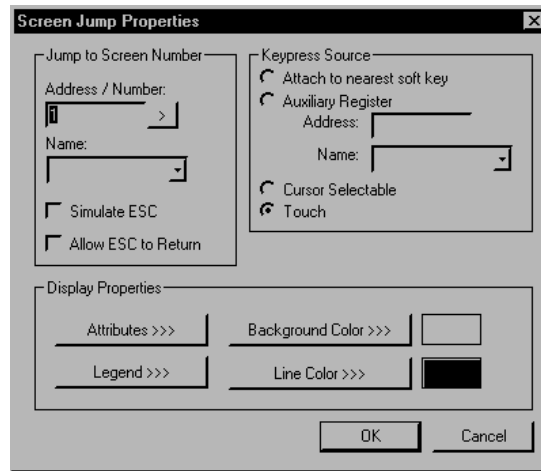 Screen Jump Properties
Jump to Screen Number
Address / Number:
1
>
Name:
Simulate ESC
Allow ESC to Return
Keypress Source
Attach to nearest soft key
Auxiliary Register
Address:
Name:
Cursor Selectable
Touch
Display Properties
Attributes >>>
Background Color >>>
Legend >>>
Line Color >>>
OK
Cancel